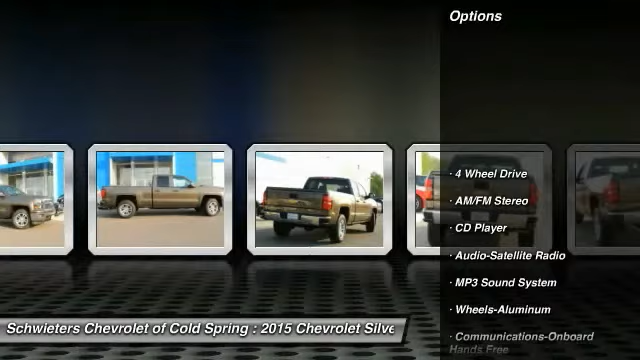 Options
· 4 Wheel Drive
· AM/FM Stereo
· CD Player
· Audio-Satellite Radio
· MP3 Sound System
· Wheels-Aluminum
· Communications-Onboard
Hands Free
Schwieters Chevrolet of Cold Spring : 2015 Chevrolet Silve